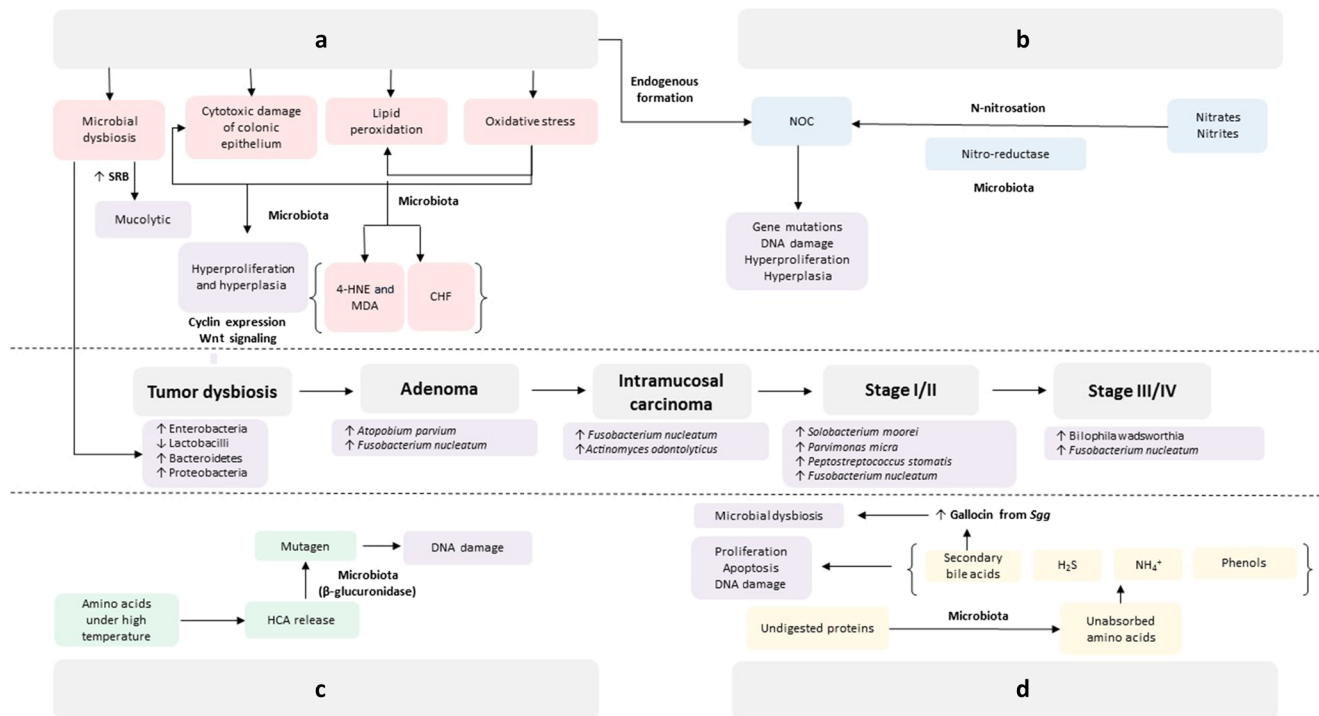 a
b
Endogenous
formation
Microbial
dysbiosis
Cytotoxic damage
of colonic
epithelium
Lipid
peroxidation
Oxidative stress
NOC
N-nitrosation
Nitrates
Nitrites
Nitro-reductase
Microbiota
↑ SRB
Mucolytic
Microbiota
Microbiota
Gene mutations
DNA damage
Hyperproliferation
Hyperplasia
Hyperproliferation
and hyperplasia
4-HNE and
MDA
CHF
Cyclin expression
Wnt signaling
Tumor dysbiosis
Adenoma
Intramucosal
carcinoma
Stage I/II
Stage III/IV
↑ Enterobacteria
↓ Lactobacilli
↑ Bacteroidetes
↑ Proteobacteria
↑ Atopobium parvium
↑ Fusobacterium nucleatum
↑ Fusobacterium nucleatum
↑ Actinomyces odontolyticus
↑ Solobacterium moorei
↑ Parvimonas micra
↑ Peptostreptococcus stomatis
↑ Fusobacterium nucleatum
↑ Bilophila wadsworthia
↑ Fusobacterium nucleatum
Mutagen
DNA damage
Microbiota
(β-glucuronidase)
Amino acids
under high
temperature
HCA release
Microbial dysbiosis
↑ Gallocin from Sgg
Proliferation
Apoptosis
DNA damage
Secondary
bile acids
H₂S
NH₄⁺
Phenols
Undigested proteins
Microbiota
Unabsorbed
amino acids
c
d